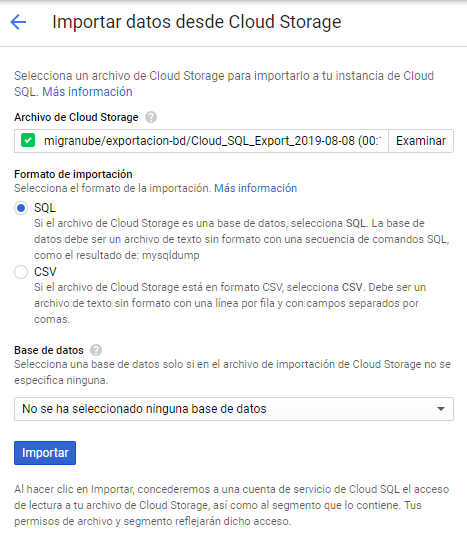 Importar datos desde Cloud Storage
Selecciona un archivo de Cloud Storage para importarlo a tu instancia de Cloud
SQL. Más información
Archivo de Cloud Storage ?
migranube/exportacion-bd/Cloud_SQL_Export_2019-08-08 (00: Examinar
Formato de importación
Selecciona el formato de la importación. Más información
SQL
Si el archivo de Cloud Storage es una base de datos, selecciona SQL. La base de
datos debe ser un archivo de texto sin formato con una secuencia de comandos SQL,
como el resultado de: mysqldump
CSV
Si el archivo de Cloud Storage está en formato CSV, selecciona CSV. Debe ser un
archivo de texto sin formato con una línea por fila y con campos separados por
comas.
Base de datos ?
Selecciona una base de datos solo si en el archivo de importación de Cloud Storage no se
especifica ninguna.
No se ha seleccionado ninguna base de datos
Importar
Al hacer clic en Importar, concederemos a una cuenta de servicio de Cloud SQL el acceso
de lectura a tu archivo de Cloud Storage, así como al segmento que lo contiene. Tus
permisos de archivo y segmento reflejarán dicho acceso.